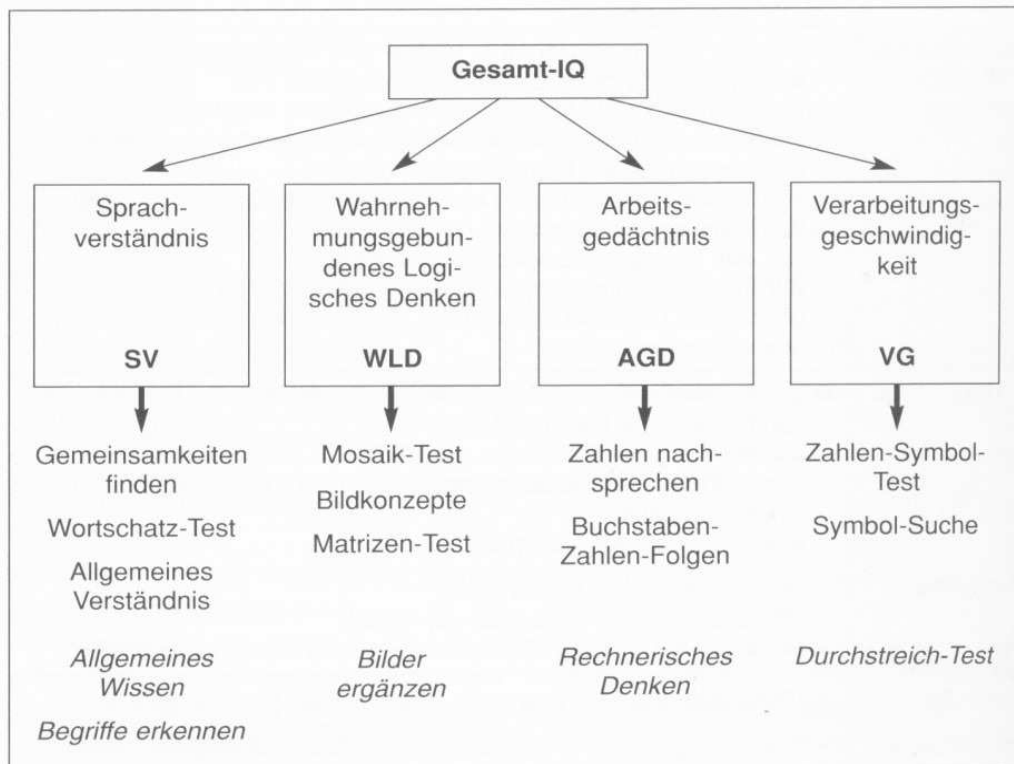 Gesamt-IQ
Sprach-
verständnis
SV
Wahrneh-
mungsgebun-
denes Logi-
sches Denken
WLD
Arbeits-
gedächtnis
AGD
Verarbeitungs-
geschwindig-
keit
VG
Gemeinsamkeiten
finden
Wortschatz-Test
Allgemeines
Verständnis
Allgemeines
Wissen
Begriffe erkennen
Mosaik-Test
Bildkonzepte
Matrizen-Test
Bilder
ergänzen
Zahlen nach-
sprechen
Buchstaben-
Zahlen-Folgen
Rechnerisches
Denken
Zahlen-Symbol-
Test
Symbol-Suche
Durchstreich-Test